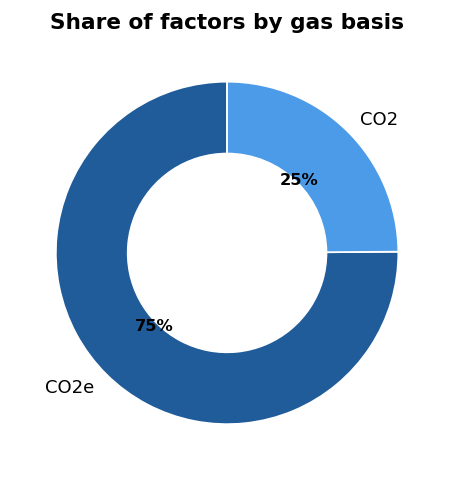 Share of factors by gas basis
CO2
25%
75%
CO2e